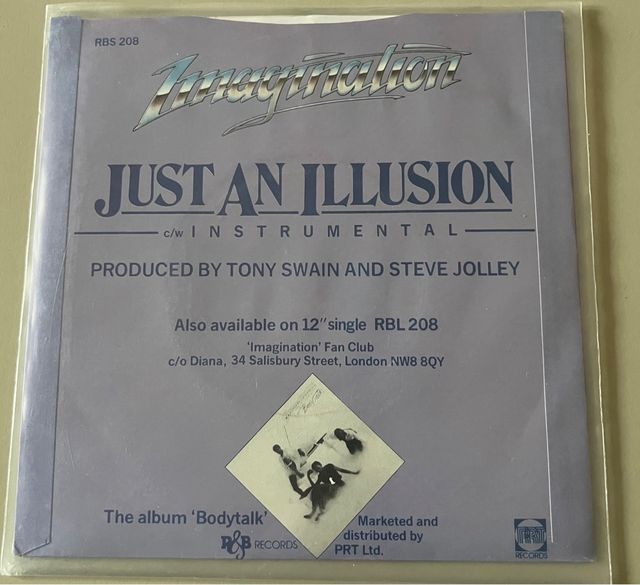 RBS 208
Imagination
JUST AN ILLUSION
c/w INSTRUMENTAL
PRODUCED BY TONY SWAIN AND STEVE JOLLEY
Also available on 12" single RBL 208
'Imagination' Fan Club
c/o Diana, 34 Salisbury Street, London NW8 8QY
The album 'Bodytalk'
R&B RECORDS
Marketed and
distributed by
PRT Ltd.
PRT
RECORDS